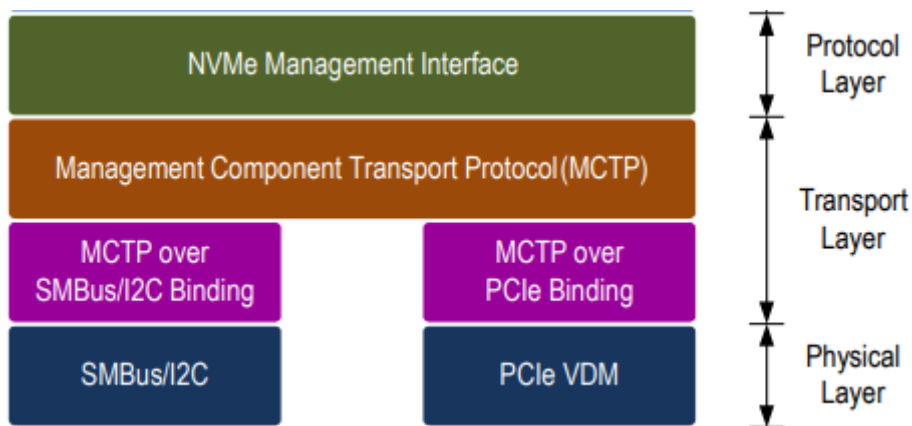 NVMe Management Interface
Protocol
Layer
Management Component Transport Protocol(MCTP)
Transport
Layer
MCTP over
SMBus/I2C Binding
MCTP over
PCIe Binding
SMBus/I2C
PCIe VDM
Physical
Layer